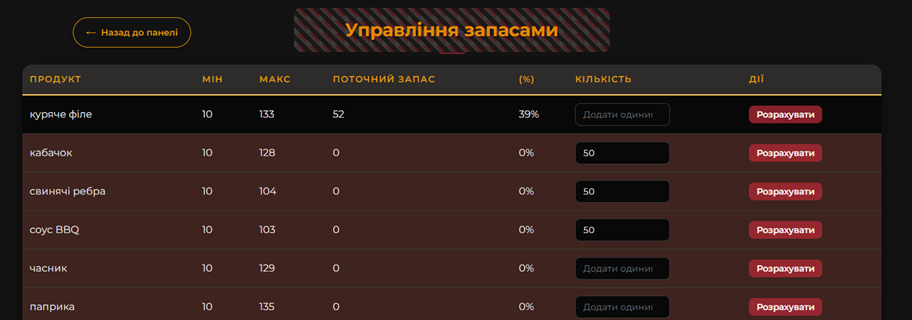 ← Назад до панелі
Управління запасами
ПРОДУКТ МІН МАКС ПОТОЧНИЙ ЗАПАС (%) КІЛЬКІСТЬ ДІЇ
куряче філе 10 133 52 39% Додати одиниц Розрахувати
кабачок 10 128 0 0% 50 Розрахувати
свинячі ребра 10 104 0 0% 50 Розрахувати
соус BBQ 10 103 0 0% 50 Розрахувати
часник 10 129 0 0% Додати одиниц Розрахувати
паприка 10 135 0 0% Додати одиниц Розрахувати